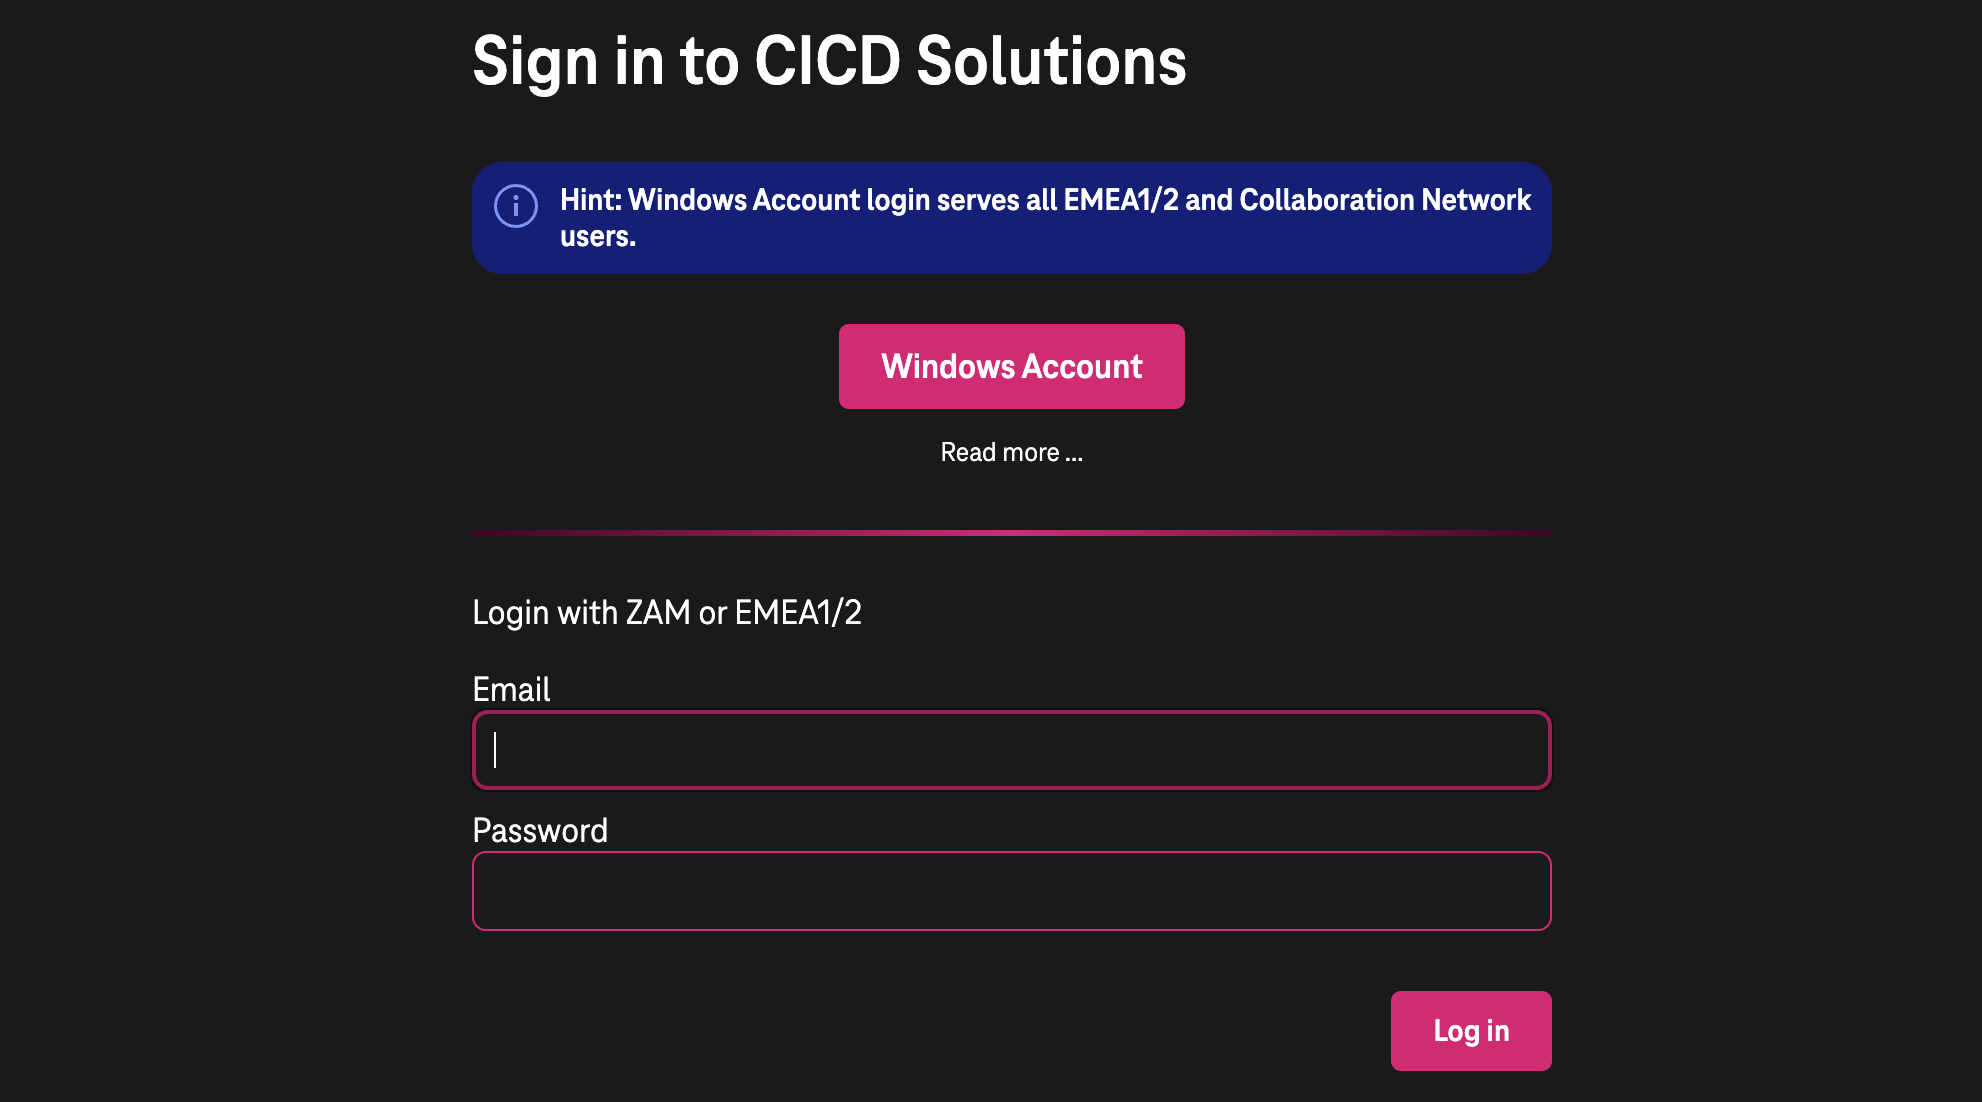 Sign in to CICD Solutions
Hint: Windows Account login serves all EMEA1/2 and Collaboration Network
users.
Windows Account
Read more ...
Login with ZAM or EMEA1/2
Email
Password
Log in